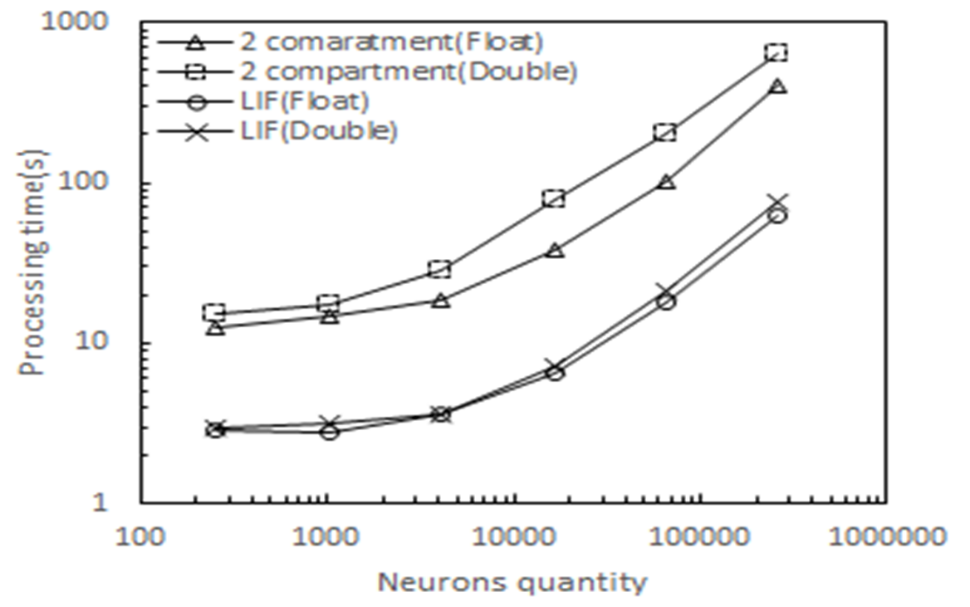 1000
2 comaratment(Float)
2 compartment(Double)
LIF(Float)
LIF(Double)
100
10
1
Processing time(s)
100
1000
10000
100000
1000000
Neurons quantity